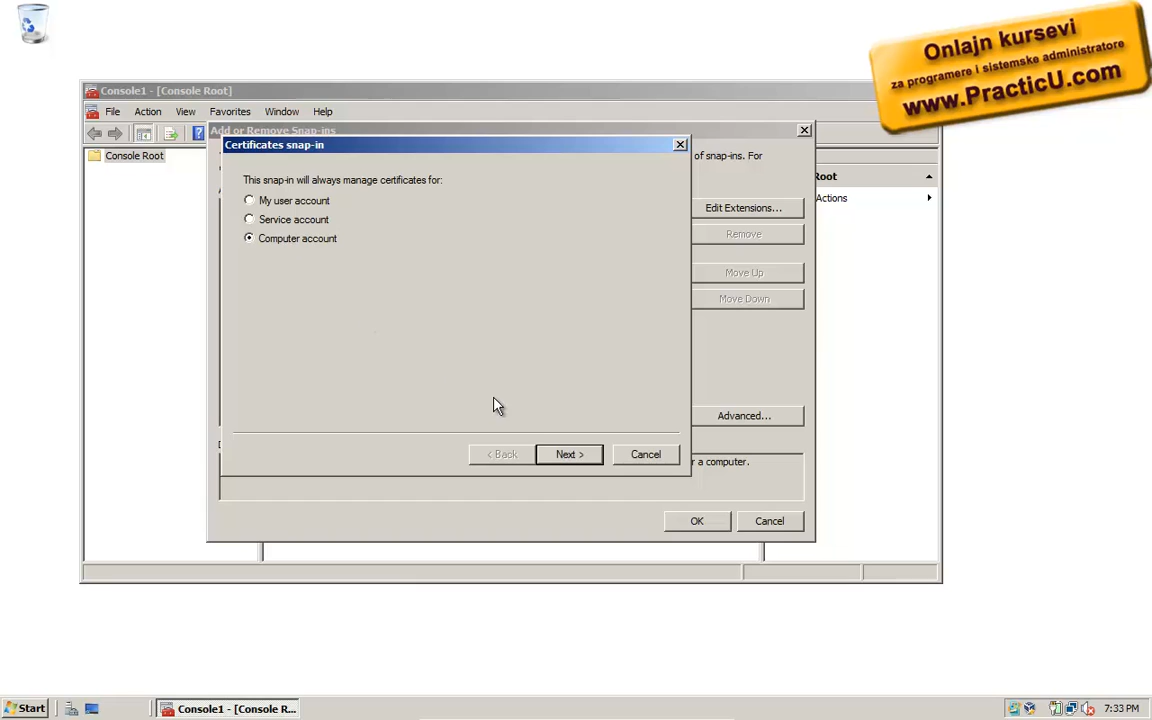 Onlajn kursevi
za programere i sistemske administratore
www.PracticU.com
Console1 - [Console Root]
File Action View Favorites Window Help
Add or Remove Snap-ins
Console Root
Certificates snap-in
of snap-ins. For
Root
This snap-in will always manage certificates for:
My user account
Service account
Computer account
Actions
Edit Extensions...
Remove
Move Up
Move Down
Advanced...
< Back Next > Cancel
r a computer.
OK Cancel
Start
Console1 - [Console R...
7:33 PM